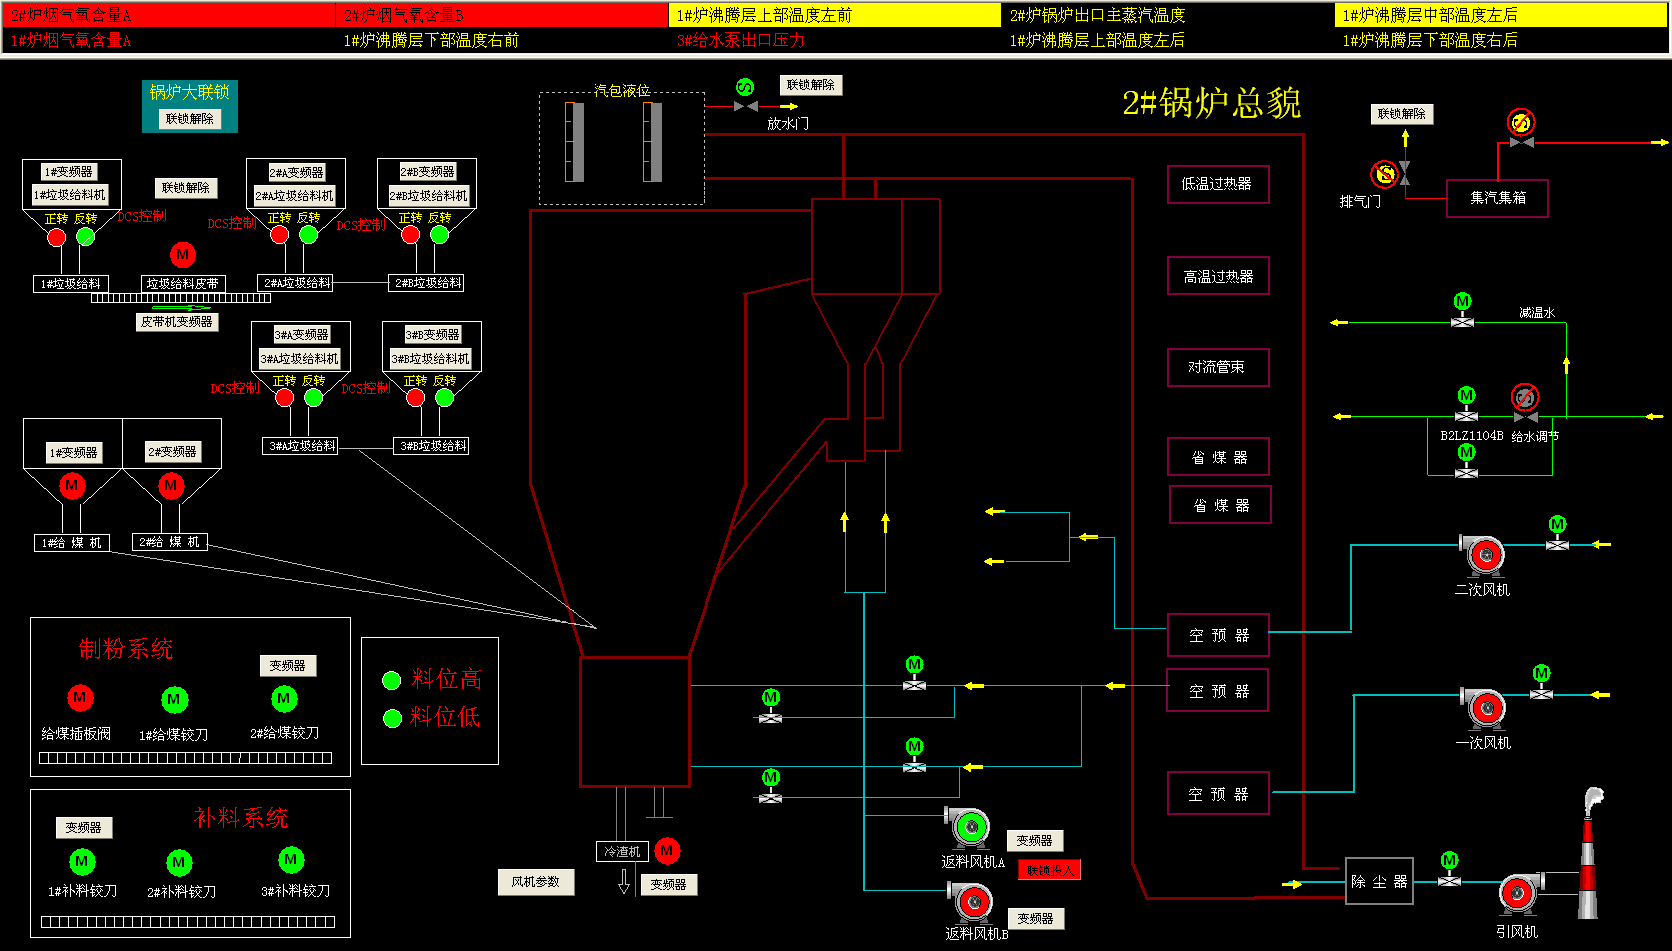 2#炉烟气氧含量A
2#炉烟气氧含量B
1#炉沸腾层上部温度左前
2#炉锅炉出口主蒸汽温度
1#炉沸腾层中部温度左后
1#炉烟气氧含量A
1#炉沸腾层下部温度右前
3#给水泵出口压力
1#炉沸腾层上部温度左后
1#炉沸腾层下部温度右后
锅炉大联锁
联锁解除
汽包液位
联锁解除
放水门
2#锅炉总貌
联锁解除
排气门
集汽集箱
1#变频器
1#垃圾给料机
正转 反转
DCS控制
联锁解除
2#A变频器
2#A垃圾给料机
正转 反转
DCS控制
2#B变频器
2#B垃圾给料机
正转 反转
DCS控制
M
1#垃圾给料
垃圾给料皮带
2#A垃圾给料
2#B垃圾给料
皮带机变频器
3#A变频器
3#A垃圾给料机
正转 反转
DCS控制
3#B变频器
3#B垃圾给料机
正转 反转
DCS控制
3#A垃圾给料
3#B垃圾给料
1#变频器
2#变频器
M
M
1#给 煤 机
2#给 煤 机
低温过热器
高温过热器
对流管束
省 煤 器
省 煤 器
空 预 器
空 预 器
空 预 器
M
减温水
M
B2LZ1104B
给水调节
M
M
二次风机
M
一次风机
制粉系统
变频器
M
M
M
给煤插板阀
1#给煤铰刀
2#给煤铰刀
料位高
料位低
补料系统
变频器
M
M
M
1#补料铰刀
2#补料铰刀
3#补料铰刀
M
M
M
M
冷渣机
M
变频器
风机参数
返料风机A
变频器
联锁投入
返料风机B
变频器
除 尘 器
M
引风机